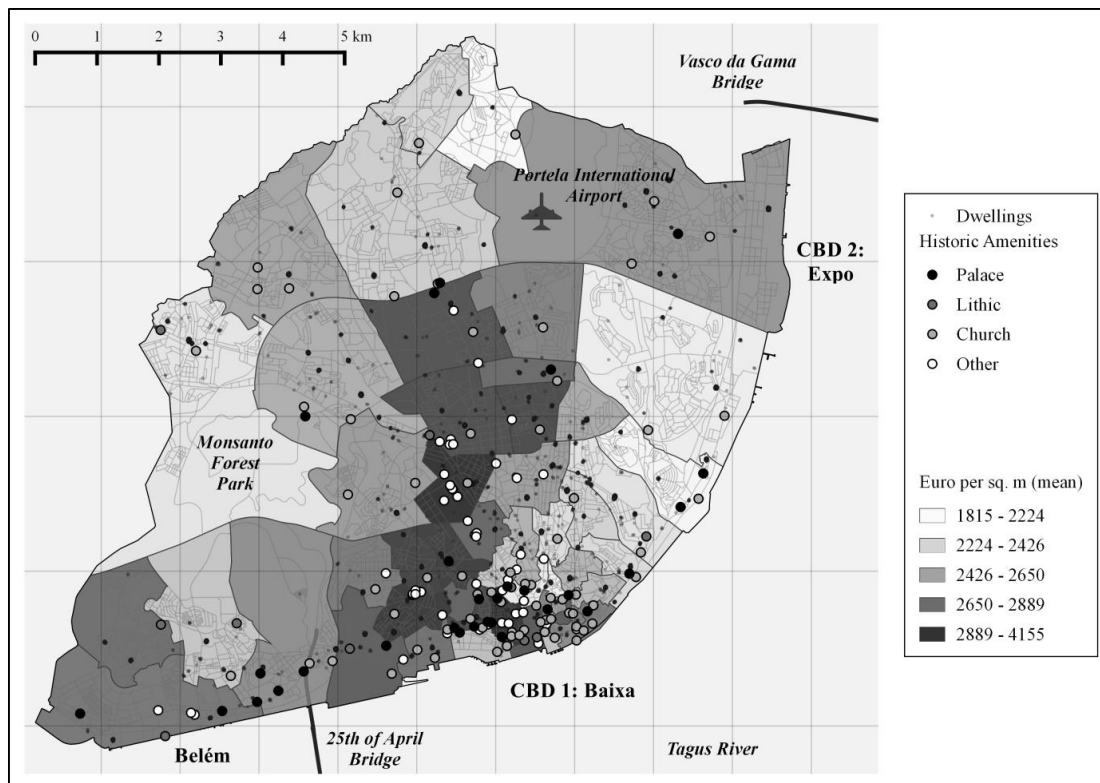 0 1 2 3 4 5 km
Vasco da Gama
Bridge
Portela International
Airport
CBD 2:
Expo
Monsanto
Forest
Park
CBD 1: Baixa
25th of April
Bridge
Belém
Tagus River
Dwellings
Historic Amenities
Palace
Lithic
Church
Other
Euro per sq. m (mean)
1815 - 2224
2224 - 2426
2426 - 2650
2650 - 2889
2889 - 4155